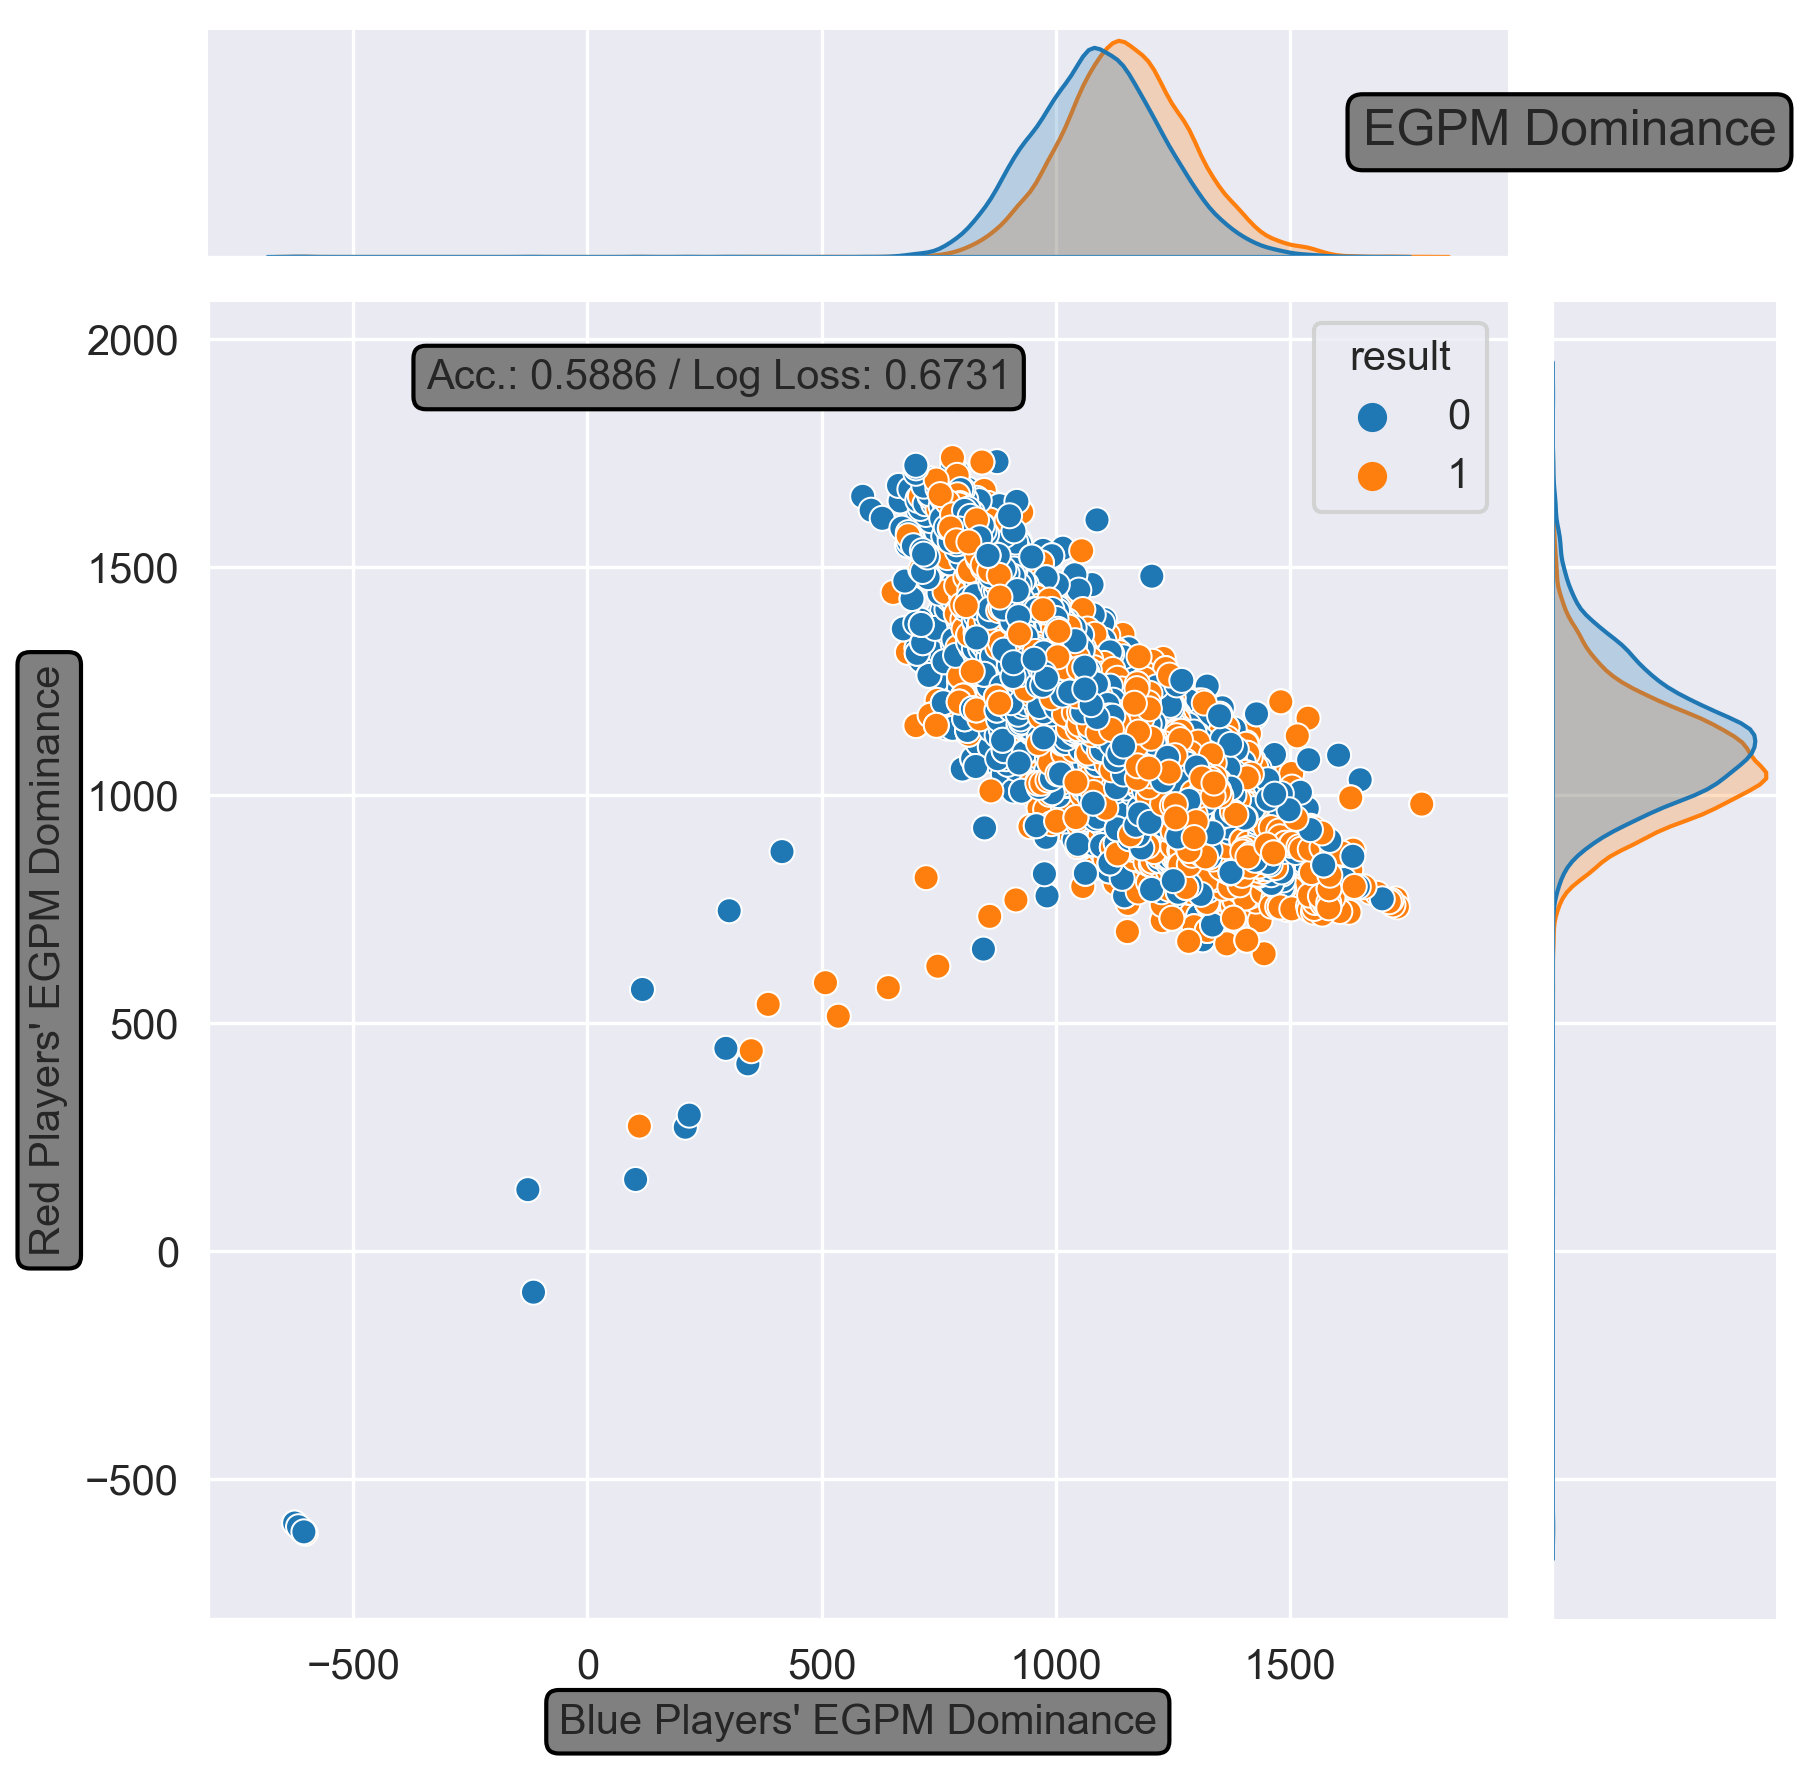 EGPM Dominance
Acc.: 0.5886 / Log Loss: 0.6731
result
0
1
2000
1500
1000
500
0
−500
Red Players' EGPM Dominance
−500
0
500
1000
1500
Blue Players' EGPM Dominance